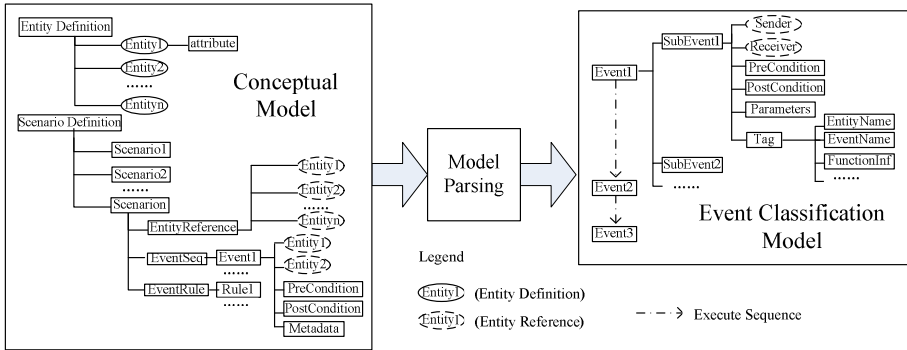 Entity Definition
Entity1
attribute
Entity2
......
Entityn
Scenario Definition
Scenario1
Scenario2
......
Scenarion
EntityReference
Entity1
Entity2
......
Entityn
EventSeq
Event1
......
Entity1
Entity2
PreCondition
PostCondition
Metadata
EventRule
Rule1
......
Conceptual
Model
Model
Parsing
Event1
SubEvent1
Sender
Receiver
PreCondition
PostCondition
Parameters
Tag
EntityName
EventName
FunctionInf
......
SubEvent2
......
Event2
Event3
Event Classification
Model
Legend
Entity1 (Entity Definition)
Entity1 (Entity Reference)
Execute Sequence